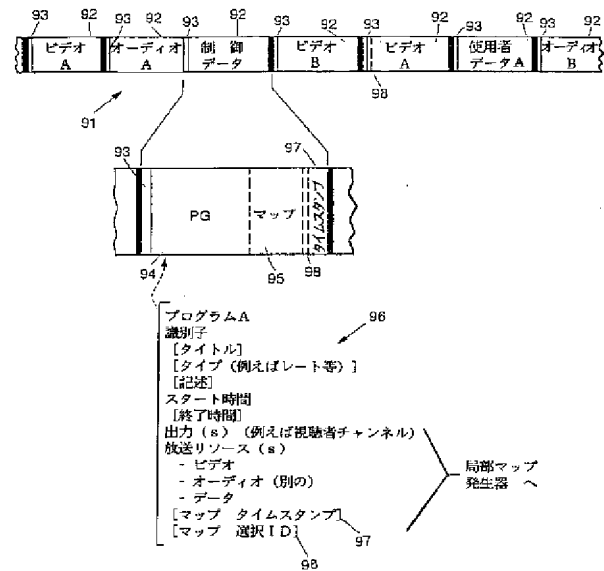 93 92 93 92 93 92 93 92 93 92 93 92 93 92
ビデオ A
オーディオ A
制 御 データ
ビデオ B
ビデオ A
使用者 データ A
オーディオ B
91
98
93
97
PG
マップ
タイムスタンプ
94
95
98
プログラムA
96
識別子
[タイトル]
[タイプ(例えばレート等)]
[記述]
スタート時間
[終了時間]
出力(s)(例えば視聴者チャンネル)
放送リソース(s)
- ビデオ
- オーディオ(別の)
- データ
局部マップ
発生器 へ
[マップ タイムスタンプ]
97
[マップ 選択ID]
98